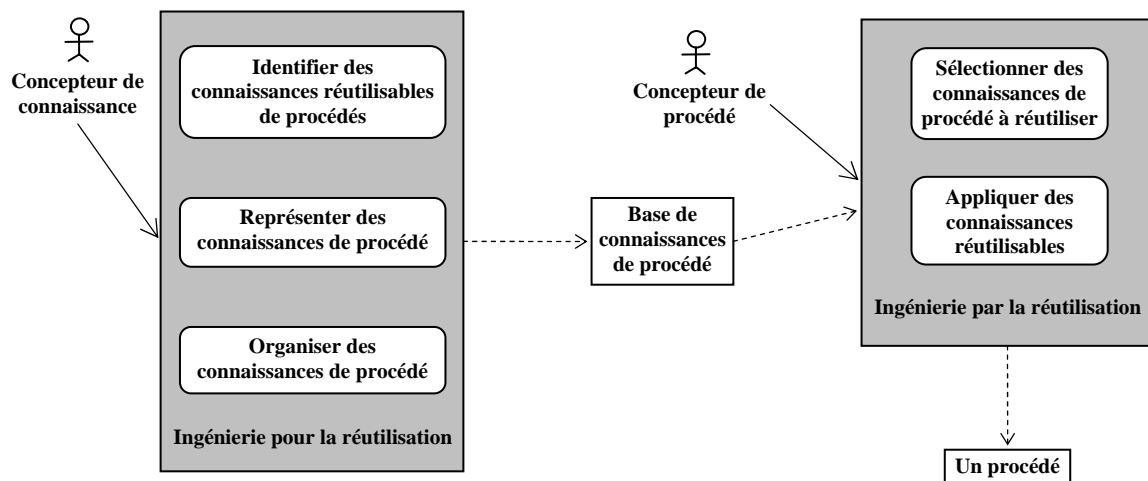 Concepteur de
connaissance
Identifier des
connaissances réutilisables
de procédés
Représenter des
connaissances de procédé
Organiser des
connaissances de procédé
Ingénierie pour la réutilisation
Base de
connaissances
de procédé
Concepteur de
procédé
Sélectionner des
connaissances de
procédé à réutiliser
Appliquer des
connaissances
réutilisables
Ingénierie par la réutilisation
Un procédé